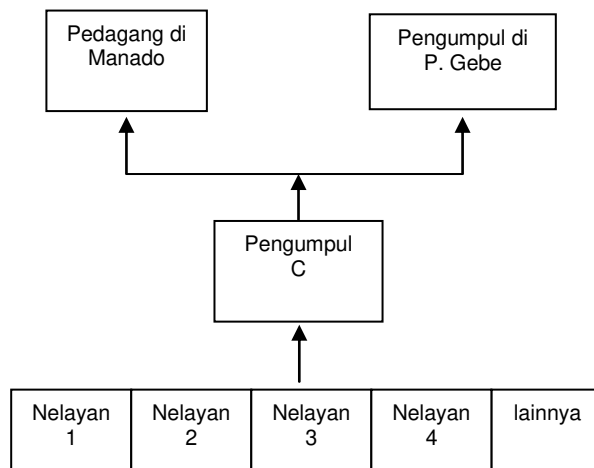 Pedagang di
Manado
Pengumpul di
P. Gebe
Pengumpul
C
Nelayan
1
Nelayan
2
Nelayan
3
Nelayan
4
lainnya